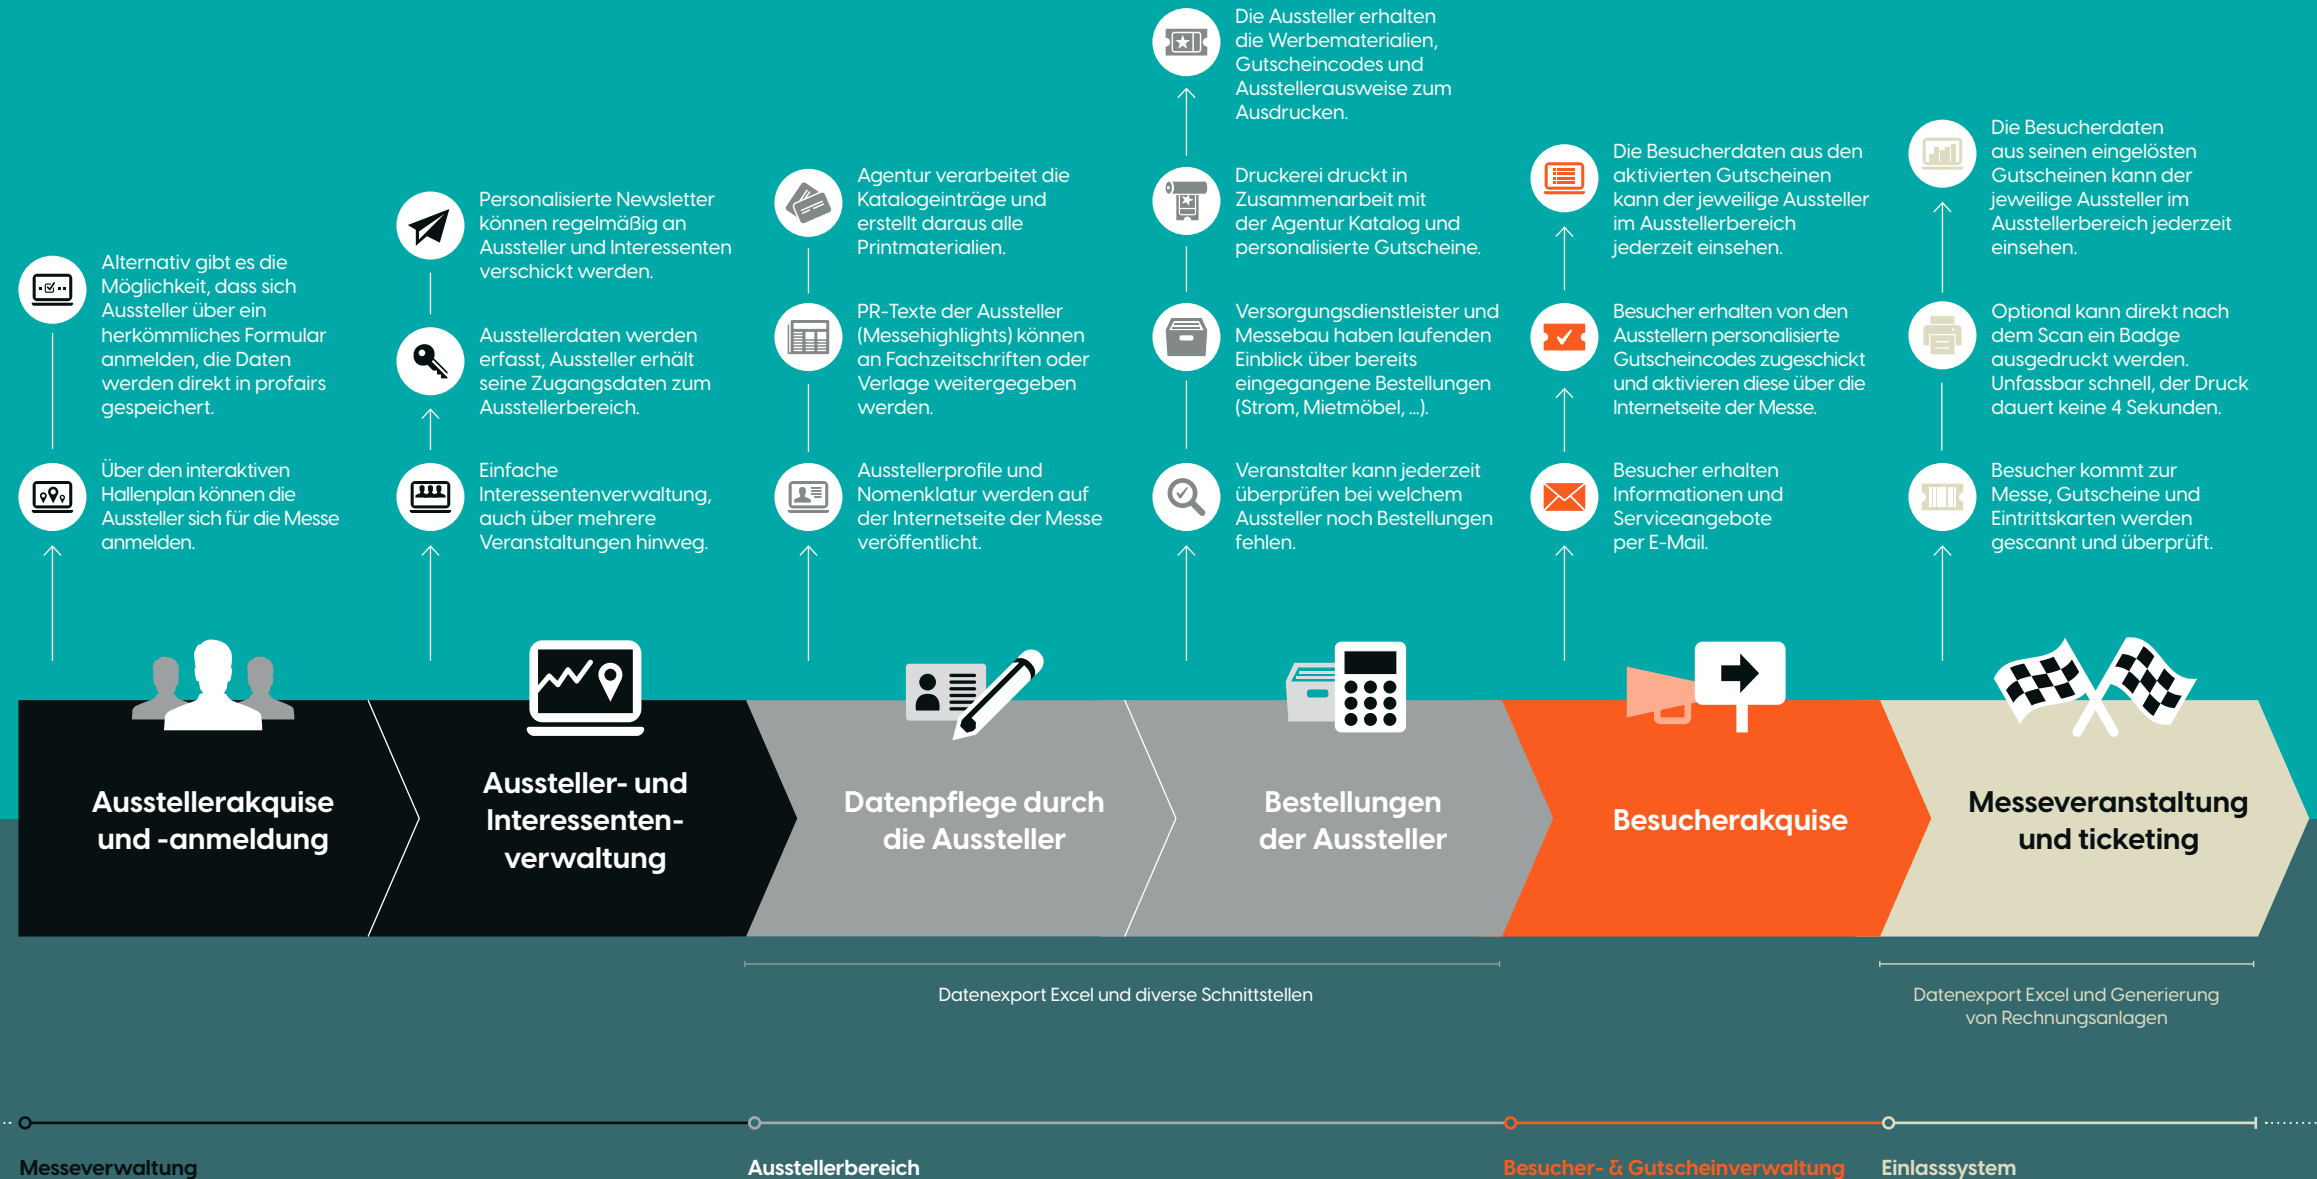 Alternativ gibt es die
Möglichkeit, dass sich
Aussteller über ein
herkömmliches Formular
anmelden, die Daten
werden direkt in profairs
gespeichert.
Über den interaktiven
Hallenplan können die
Aussteller sich für die Messe
anmelden.
Personalisierte Newsletter
können regelmäßig an
Aussteller und Interessenten
verschickt werden.
Ausstellerdaten werden
erfasst, Aussteller erhält
seine Zugangsdaten zum
Ausstellerbereich.
Einfache
Interessentenverwaltung,
auch über mehrere
Veranstaltungen hinweg.
Agentur verarbeitet die
Katalogeinträge und
erstellt daraus alle
Printmaterialien.
PR-Texte der Aussteller
(Messehighlights) können
an Fachzeitschriften oder
Verlage weitergegeben
werden.
Ausstellerprofile und
Nomenklatur werden auf
der Internetseite der Messe
veröffentlicht.
Die Aussteller erhalten
die Werbematerialien,
Gutscheincodes und
Ausstellerausweise zum
Ausdrucken.
Druckerei druckt in
Zusammenarbeit mit
der Agentur Katalog und
personalisierte Gutscheine.
Versorgungsdienstleister und
Messebau haben laufenden
Einblick über bereits
eingegangene Bestellungen
(Strom, Mietmöbel, ...).
Veranstalter kann jederzeit
überprüfen bei welchem
Aussteller noch Bestellungen
fehlen.
Die Besucherdaten aus den
aktivierten Gutscheinen
kann der jeweilige Aussteller
im Ausstellerbereich
jederzeit einsehen.
Besucher erhalten von den
Ausstellern personalisierte
Gutscheincodes zugeschickt
und aktivieren diese über die
Internetseite der Messe.
Besucher erhalten
Informationen und
Serviceangebote
per E-Mail.
Die Besucherdaten
aus seinen eingelösten
Gutscheinen kann der
jeweilige Aussteller im
Ausstellerbereich jederzeit
einsehen.
Optional kann direkt nach
dem Scan ein Badge
ausgedruckt werden.
Unfassbar schnell, der Druck
dauert keine 4 Sekunden.
Besucher kommt zur
Messe, Gutscheine und
Eintrittskarten werden
gescannt und überprüft.
Ausstellerakquise
und -anmeldung
Aussteller- und
Interessenten-
verwaltung
Datenpflege durch
die Aussteller
Bestellungen
der Aussteller
Besucherakquise
Messeveranstaltung
und ticketing
Datenexport Excel und diverse Schnittstellen
Datenexport Excel und Generierung
von Rechnungsanlagen
Messeverwaltung
Ausstellerbereich
Besucher- & Gutscheinverwaltung
Einlasssystem